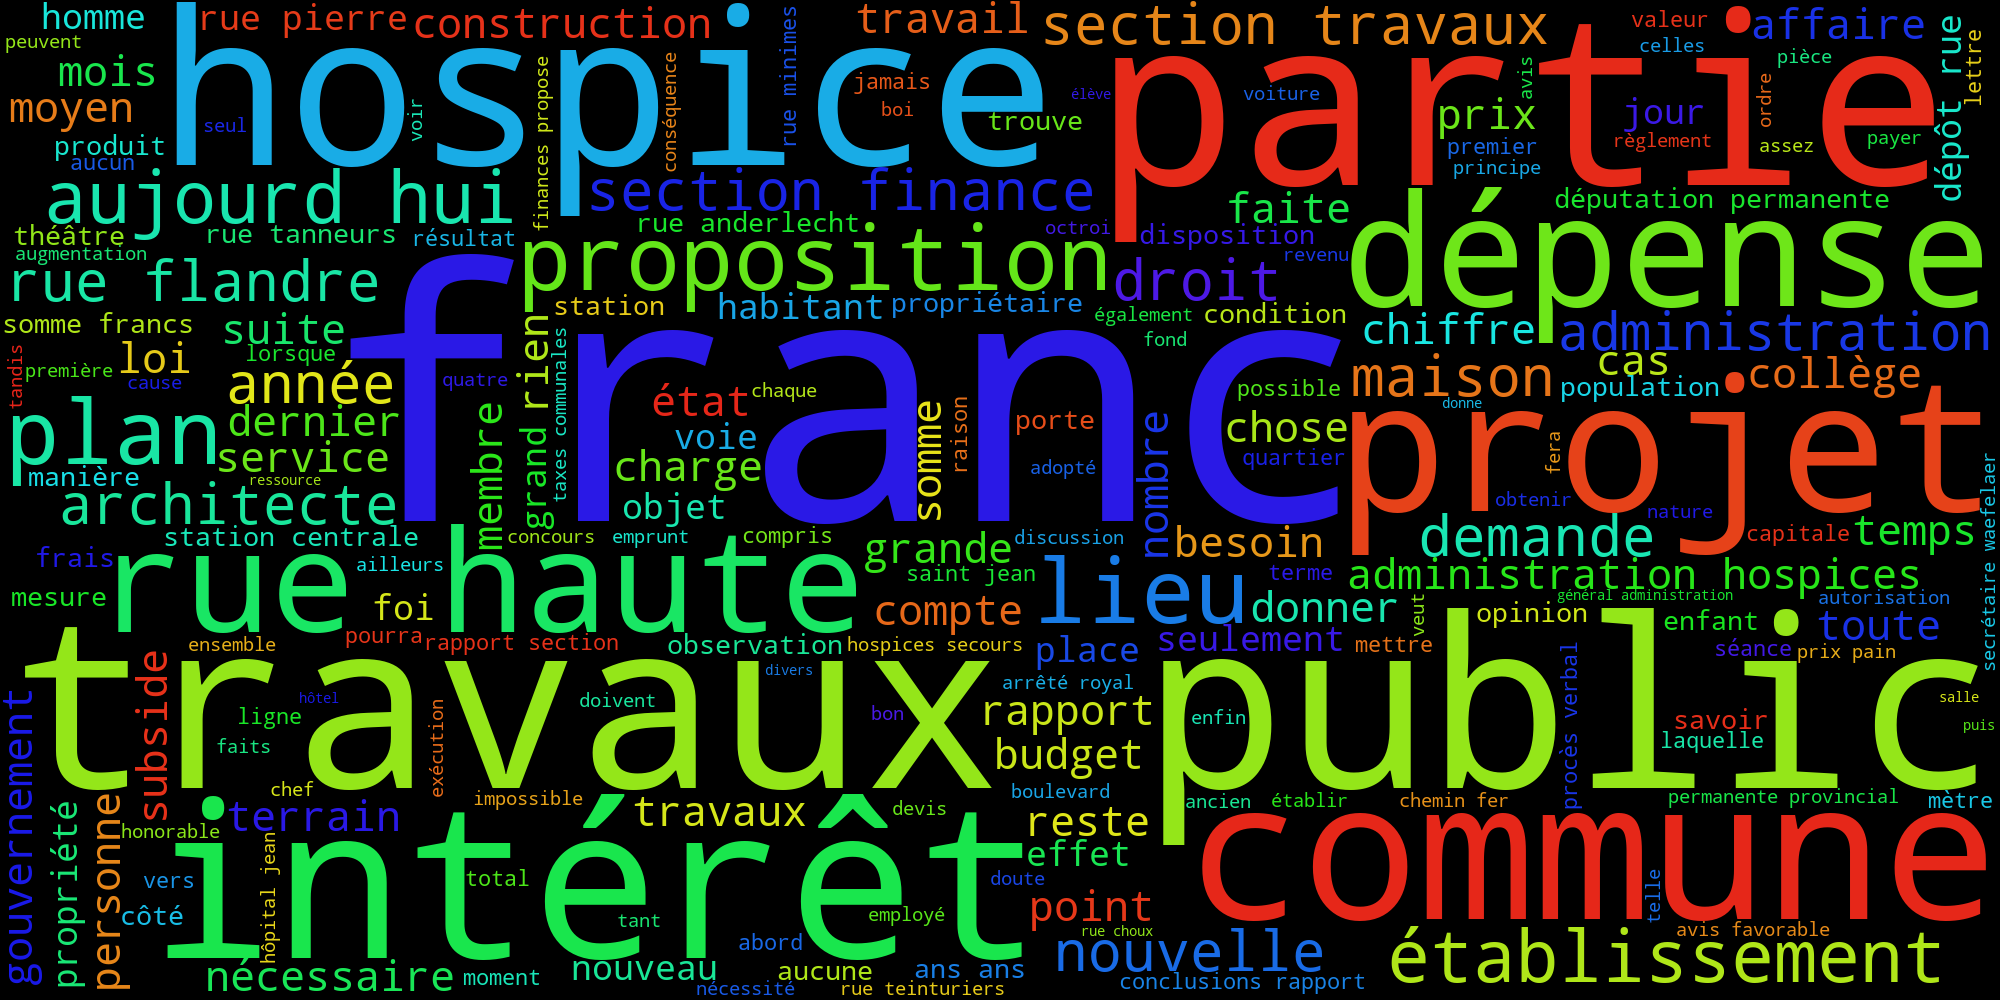 homme
rue pierre
construction
travail
section travaux
valeur
affaire
peuvent
hospice
partie
celles
pièce
mois
jamais
élève
voiture
avis
moyen
seul
voir
finances propose
conséquence
rue minimes
boi
trouve
prix
jour
ordre
dépôt rue
lettre
produit
aucun
premier
règlement
assez
payer
principe
aujourd hui
section finance
faite
députation permanente
théâtre
rue tanneurs
résultat
rue anderlecht
octroi
disposition
dépense
augmentation
proposition
revenu
rue flandre
droit
station
habitant
propriétaire
également
condition
somme francs
suite
franc
fond
chiffre
administration
tandis
loi
lorsque
grand rien
taxes communales
première
cause
année
quatre
état
chaque
possible
maison
cas
population
collège
plan
dernier
membre
voie
somme
raison
porte
nombre
chose
donne
projet
service
charge
adopté
quartier
fera
manière
ressource
objet
obtenir
nature
secrétaire waefelaer
architecte
station centrale
concours
emprunt
compris
grande
discussion
besoin
demande
capitale
temps
frais
rue haute
ailleurs
saint jean
lieu
terme
administration hospices
mesure
foi
compte
donner
veut
général administration
opinion
autorisation
enfant
toute
ensemble
pourra
rapport section
observation
hospices secours
place
seulement
mettre
séance
prix pain
travaux
divers
public
gouvernement
subside
hôtel
arrêté royal
procès verbal
salle
ligne
doivent
bon
rapport
enfin
savoir
puis
faits
exécution
budget
laquelle
chef
impossible
boulevard
ancien
établir
chemin fer
permanente provincial
mètre
propriété
personne
honorable
terrain
hôpital jean
travaux
devis
reste
commune
intérêt
effet
vers
total
doute
telle
côté
tant
employé
point
rue choux
avis favorable
abord
nouvelle
établissement
nécessaire
moment
nouveau
aucune
ans ans
nécessité
rue teinturiers
conclusions rapport